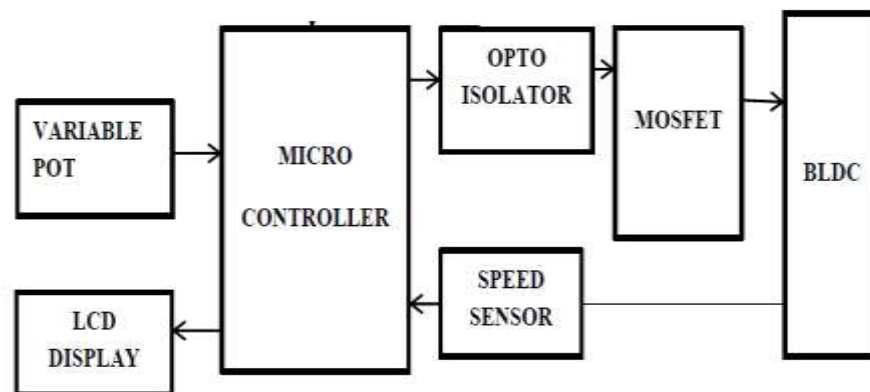 VARIABLE
POT
MICRO
CONTROLLER
OPTO
ISOLATOR
MOSFET
BLDC
SPEED
SENSOR
LCD
DISPLAY